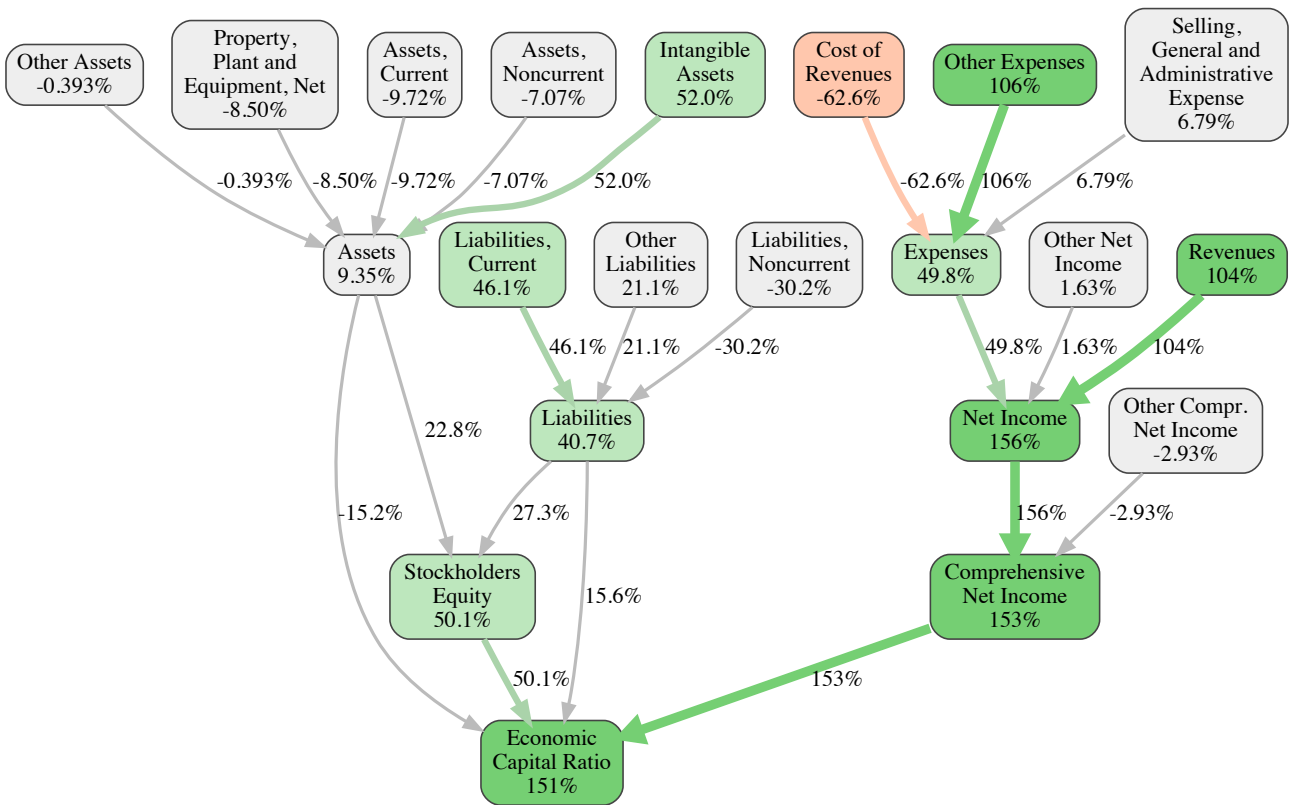 Other Assets
-0.393%
Property,
Plant and
Equipment, Net
-8.50%
Assets,
Current
-9.72%
Assets,
Noncurrent
-7.07%
Intangible
Assets
52.0%
Cost of
Revenues
-62.6%
Other Expenses
106%
Selling,
General and
Administrative
Expense
6.79%
-0.393%
-8.50%
-9.72%
-7.07%
52.0%
-62.6%
106%
6.79%
Assets
9.35%
Liabilities,
Current
46.1%
Other
Liabilities
21.1%
Liabilities,
Noncurrent
-30.2%
Expenses
49.8%
Other Net
Income
1.63%
Revenues
104%
46.1%
21.1%
-30.2%
49.8%
1.63%
104%
22.8%
Liabilities
40.7%
Net Income
156%
Other Compr.
Net Income
-2.93%
-15.2%
27.3%
156%
-2.93%
Stockholders
Equity
50.1%
15.6%
Comprehensive
Net Income
153%
50.1%
153%
Economic
Capital Ratio
151%